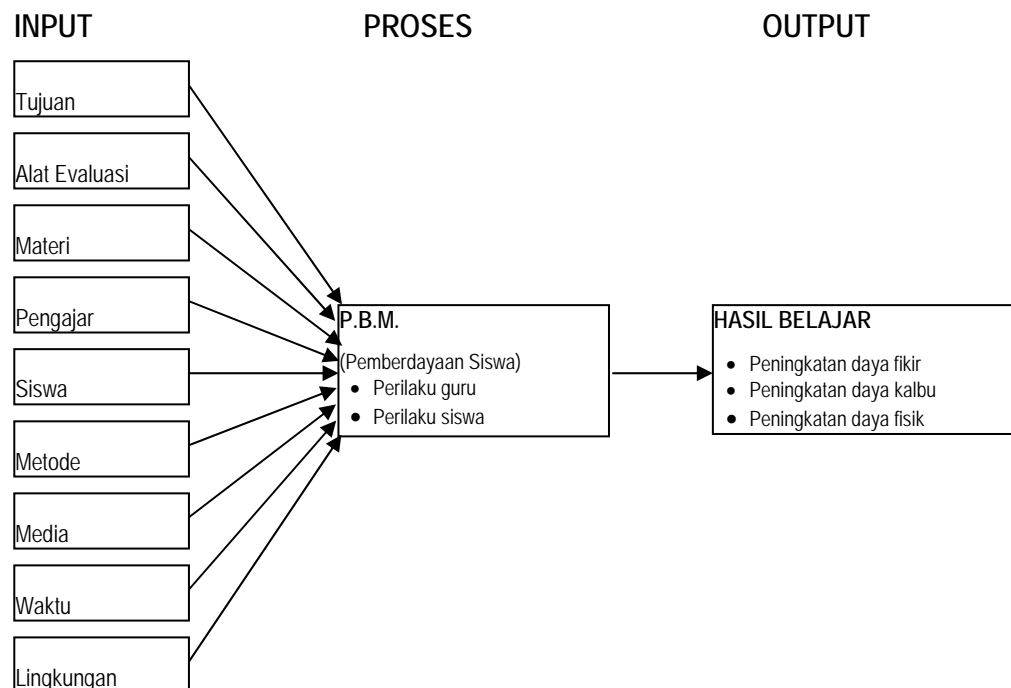 INPUT
PROSES
OUTPUT
Tujuan
Alat Evaluasi
Materi
Pengajar
Siswa
Metode
Media
Waktu
Lingkungan
P.B.M.
(Pemberdayaan Siswa)
• Perilaku guru
• Perilaku siswa
HASIL BELAJAR
• Peningkatan daya fikir
• Peningkatan daya kalbu
• Peningkatan daya fisik